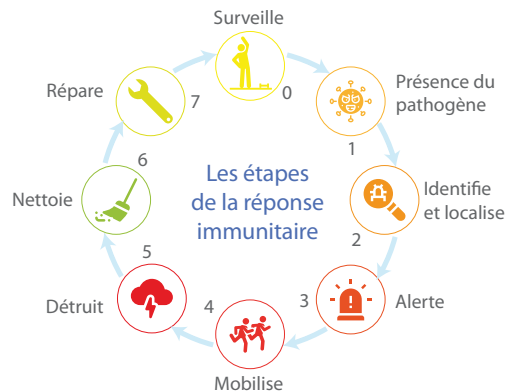 Surveille
0
Présence du
pathogène
1
Identifie
et localise
2
Alerte
3
Mobilise
4
Détruit
5
Nettoie
6
Répare
7
Les étapes
de la réponse
immunitaire